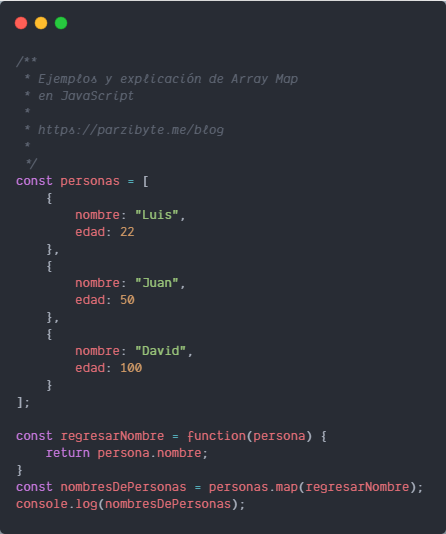 /**
 * Ejemplos y explicación de Array Map
 * en JavaScript
 *
 * https://parzibyte.me/blog
 *
 */
const personas = [
    {
        nombre: "Luis",
        edad: 22
    },
    {
        nombre: "Juan",
        edad: 50
    },
    {
        nombre: "David",
        edad: 100
    }
];

const regresarNombre = function(persona) {
    return persona.nombre;
}
const nombresDePersonas = personas.map(regresarNombre);
console.log(nombresDePersonas);